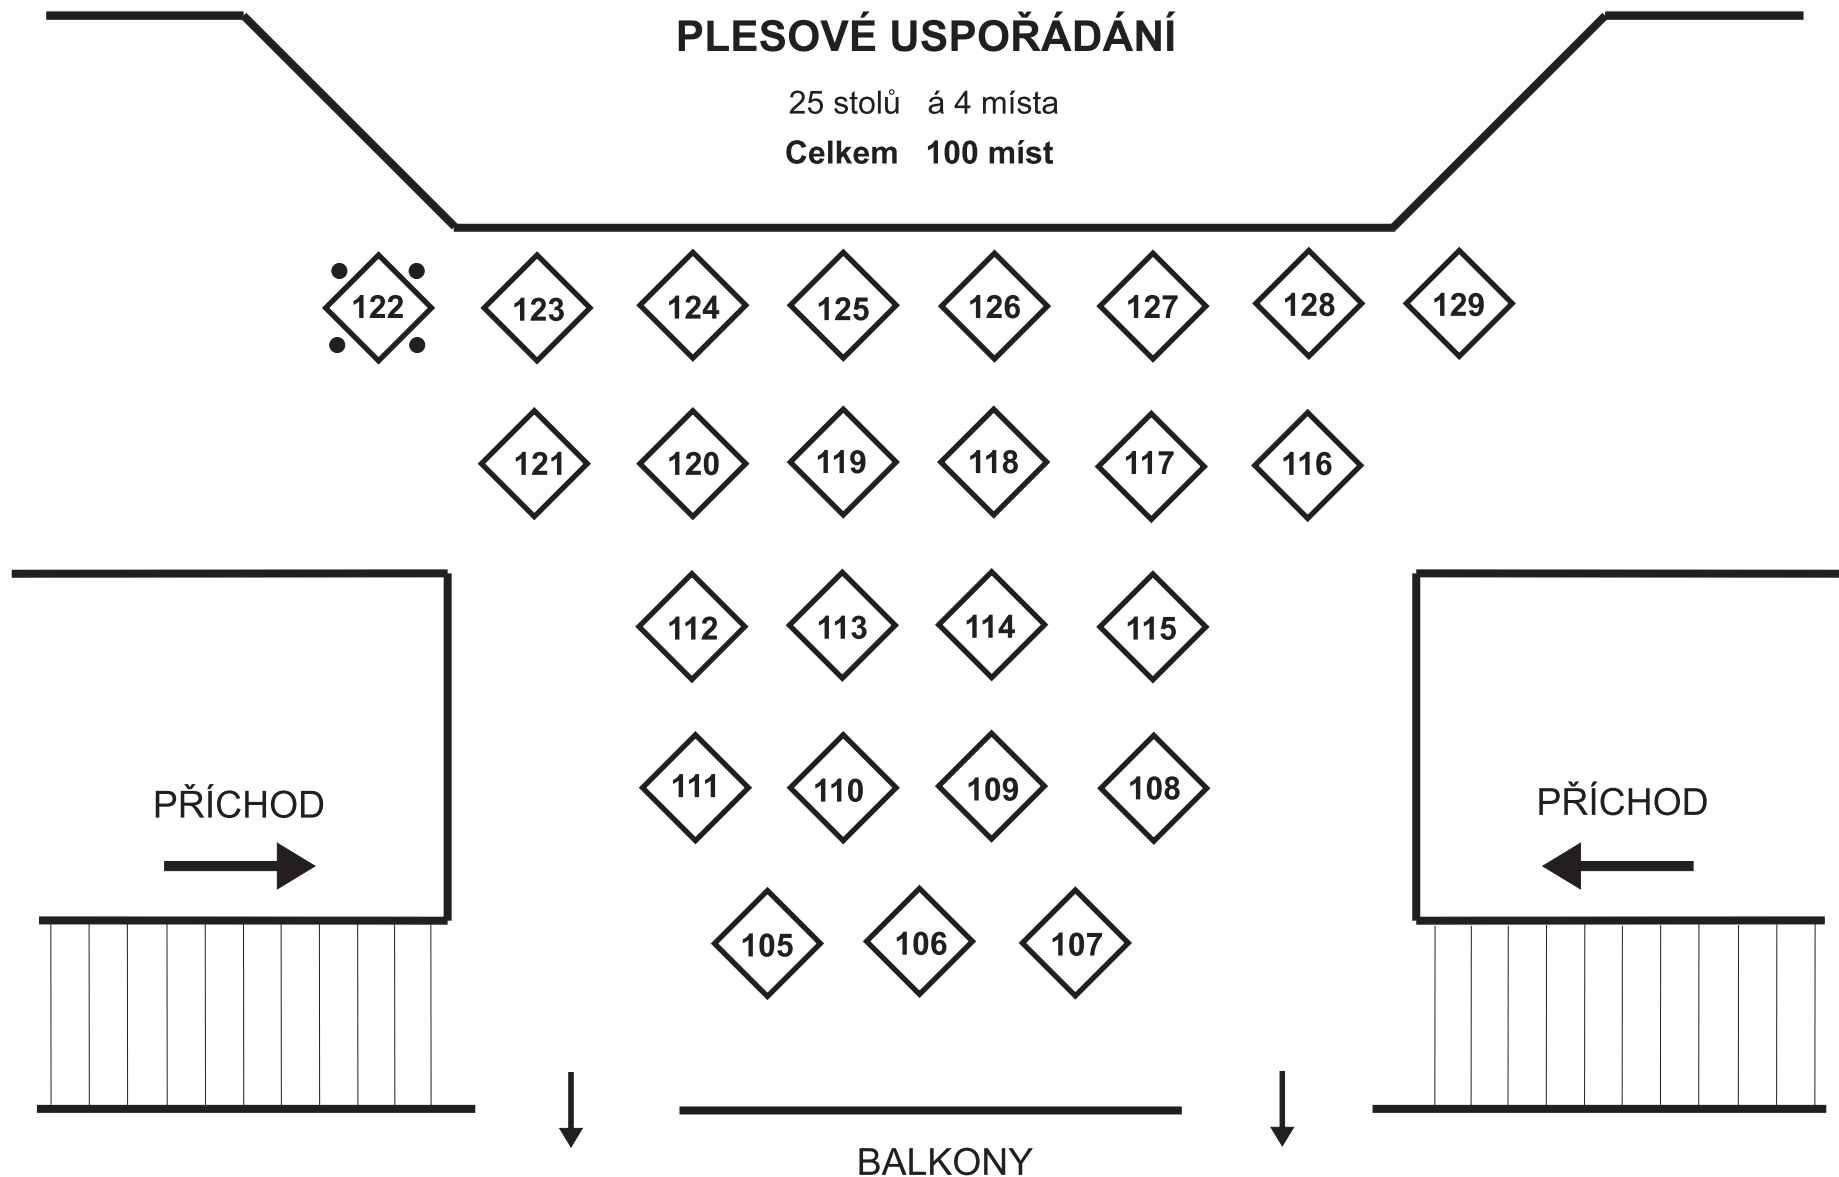 PLESOVÉ USPOŘÁDÁNÍ
25 stolů á 4 místa
Celkem 100 míst
122 123 124 125 126 127 128 129
121 120 119 118 117 116
112 113 114 115
111 110 109 108
PŘÍCHOD
PŘÍCHOD
105 106 107
BALKONY